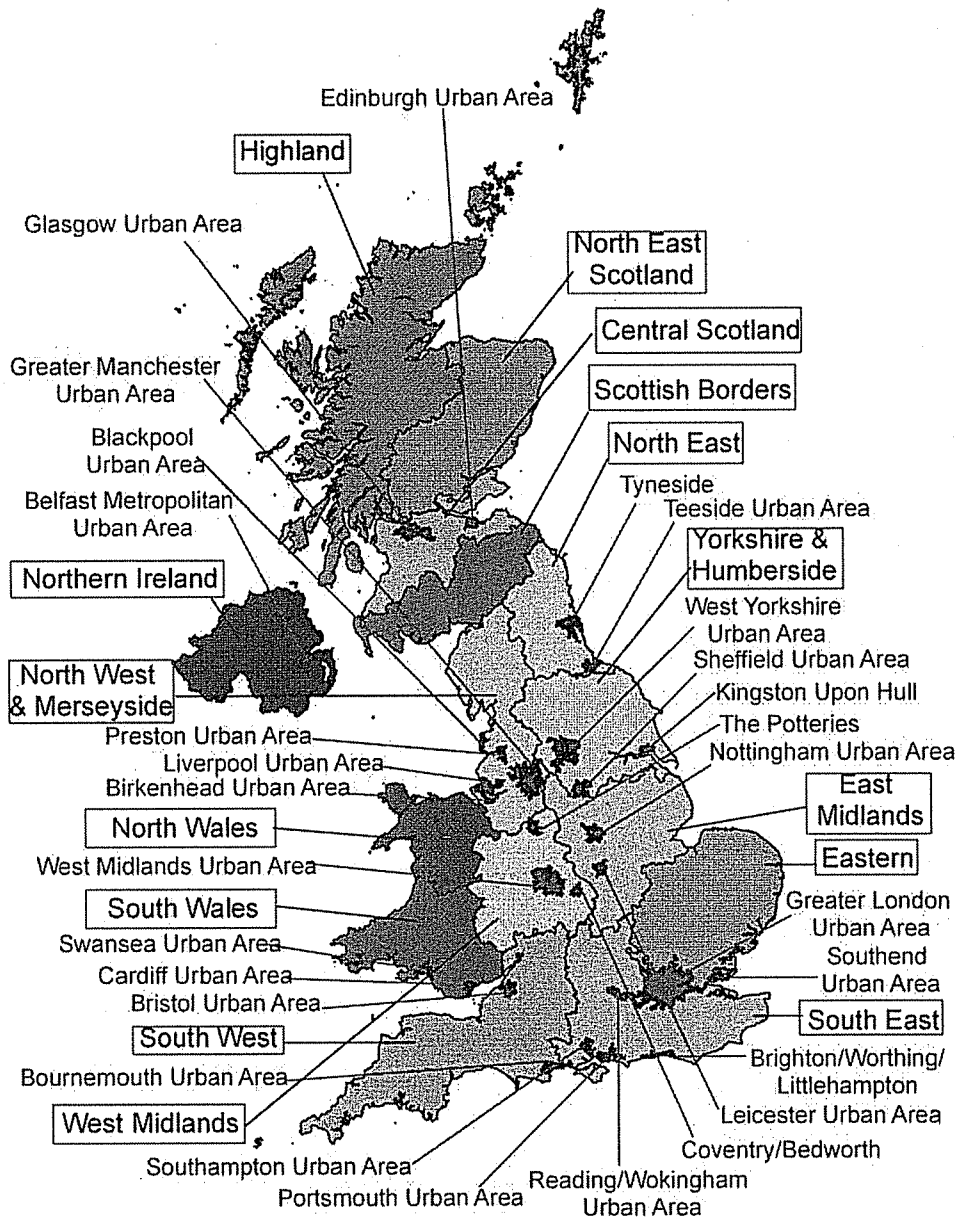 Edinburgh Urban Area
Highland
Glasgow Urban Area
North East
Scotland
Central Scotland
Greater Manchester
Urban Area
Scottish Borders
Blackpool
Urban Area
North East
Belfast Metropolitan
Urban Area
Tyneside
Teeside Urban Area
Yorkshire &
Humberside
Northern Ireland
West Yorkshire
Urban Area
Sheffield Urban Area
North West
& Merseyside
Kingston Upon Hull
The Potteries
Preston Urban Area
Nottingham Urban Area
Liverpool Urban Area
Birkenhead Urban Area
East
Midlands
North Wales
Eastern
West Midlands Urban Area
Greater London
Urban Area
South Wales
Swansea Urban Area
Southend
Urban Area
Cardiff Urban Area
Bristol Urban Area
South East
South West
Brighton/Worthing/
Littlehampton
Bournemouth Urban Area
Leicester Urban Area
West Midlands
Coventry/Bedworth
Southampton Urban Area
Reading/Wokingham
Urban Area
Portsmouth Urban Area